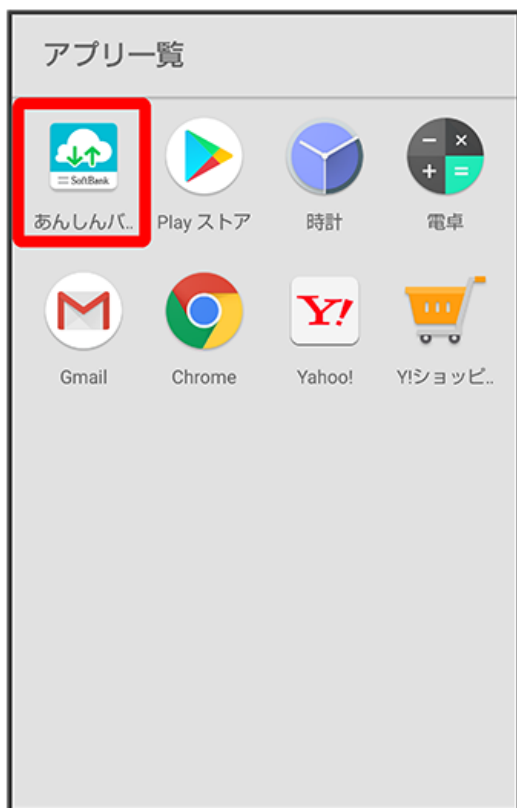 アプリ一覧
SoftBank
あんしんバ..
Play ストア
時計
電卓
Gmail
Chrome
Y!
Yahoo!
Y!ショッピ..